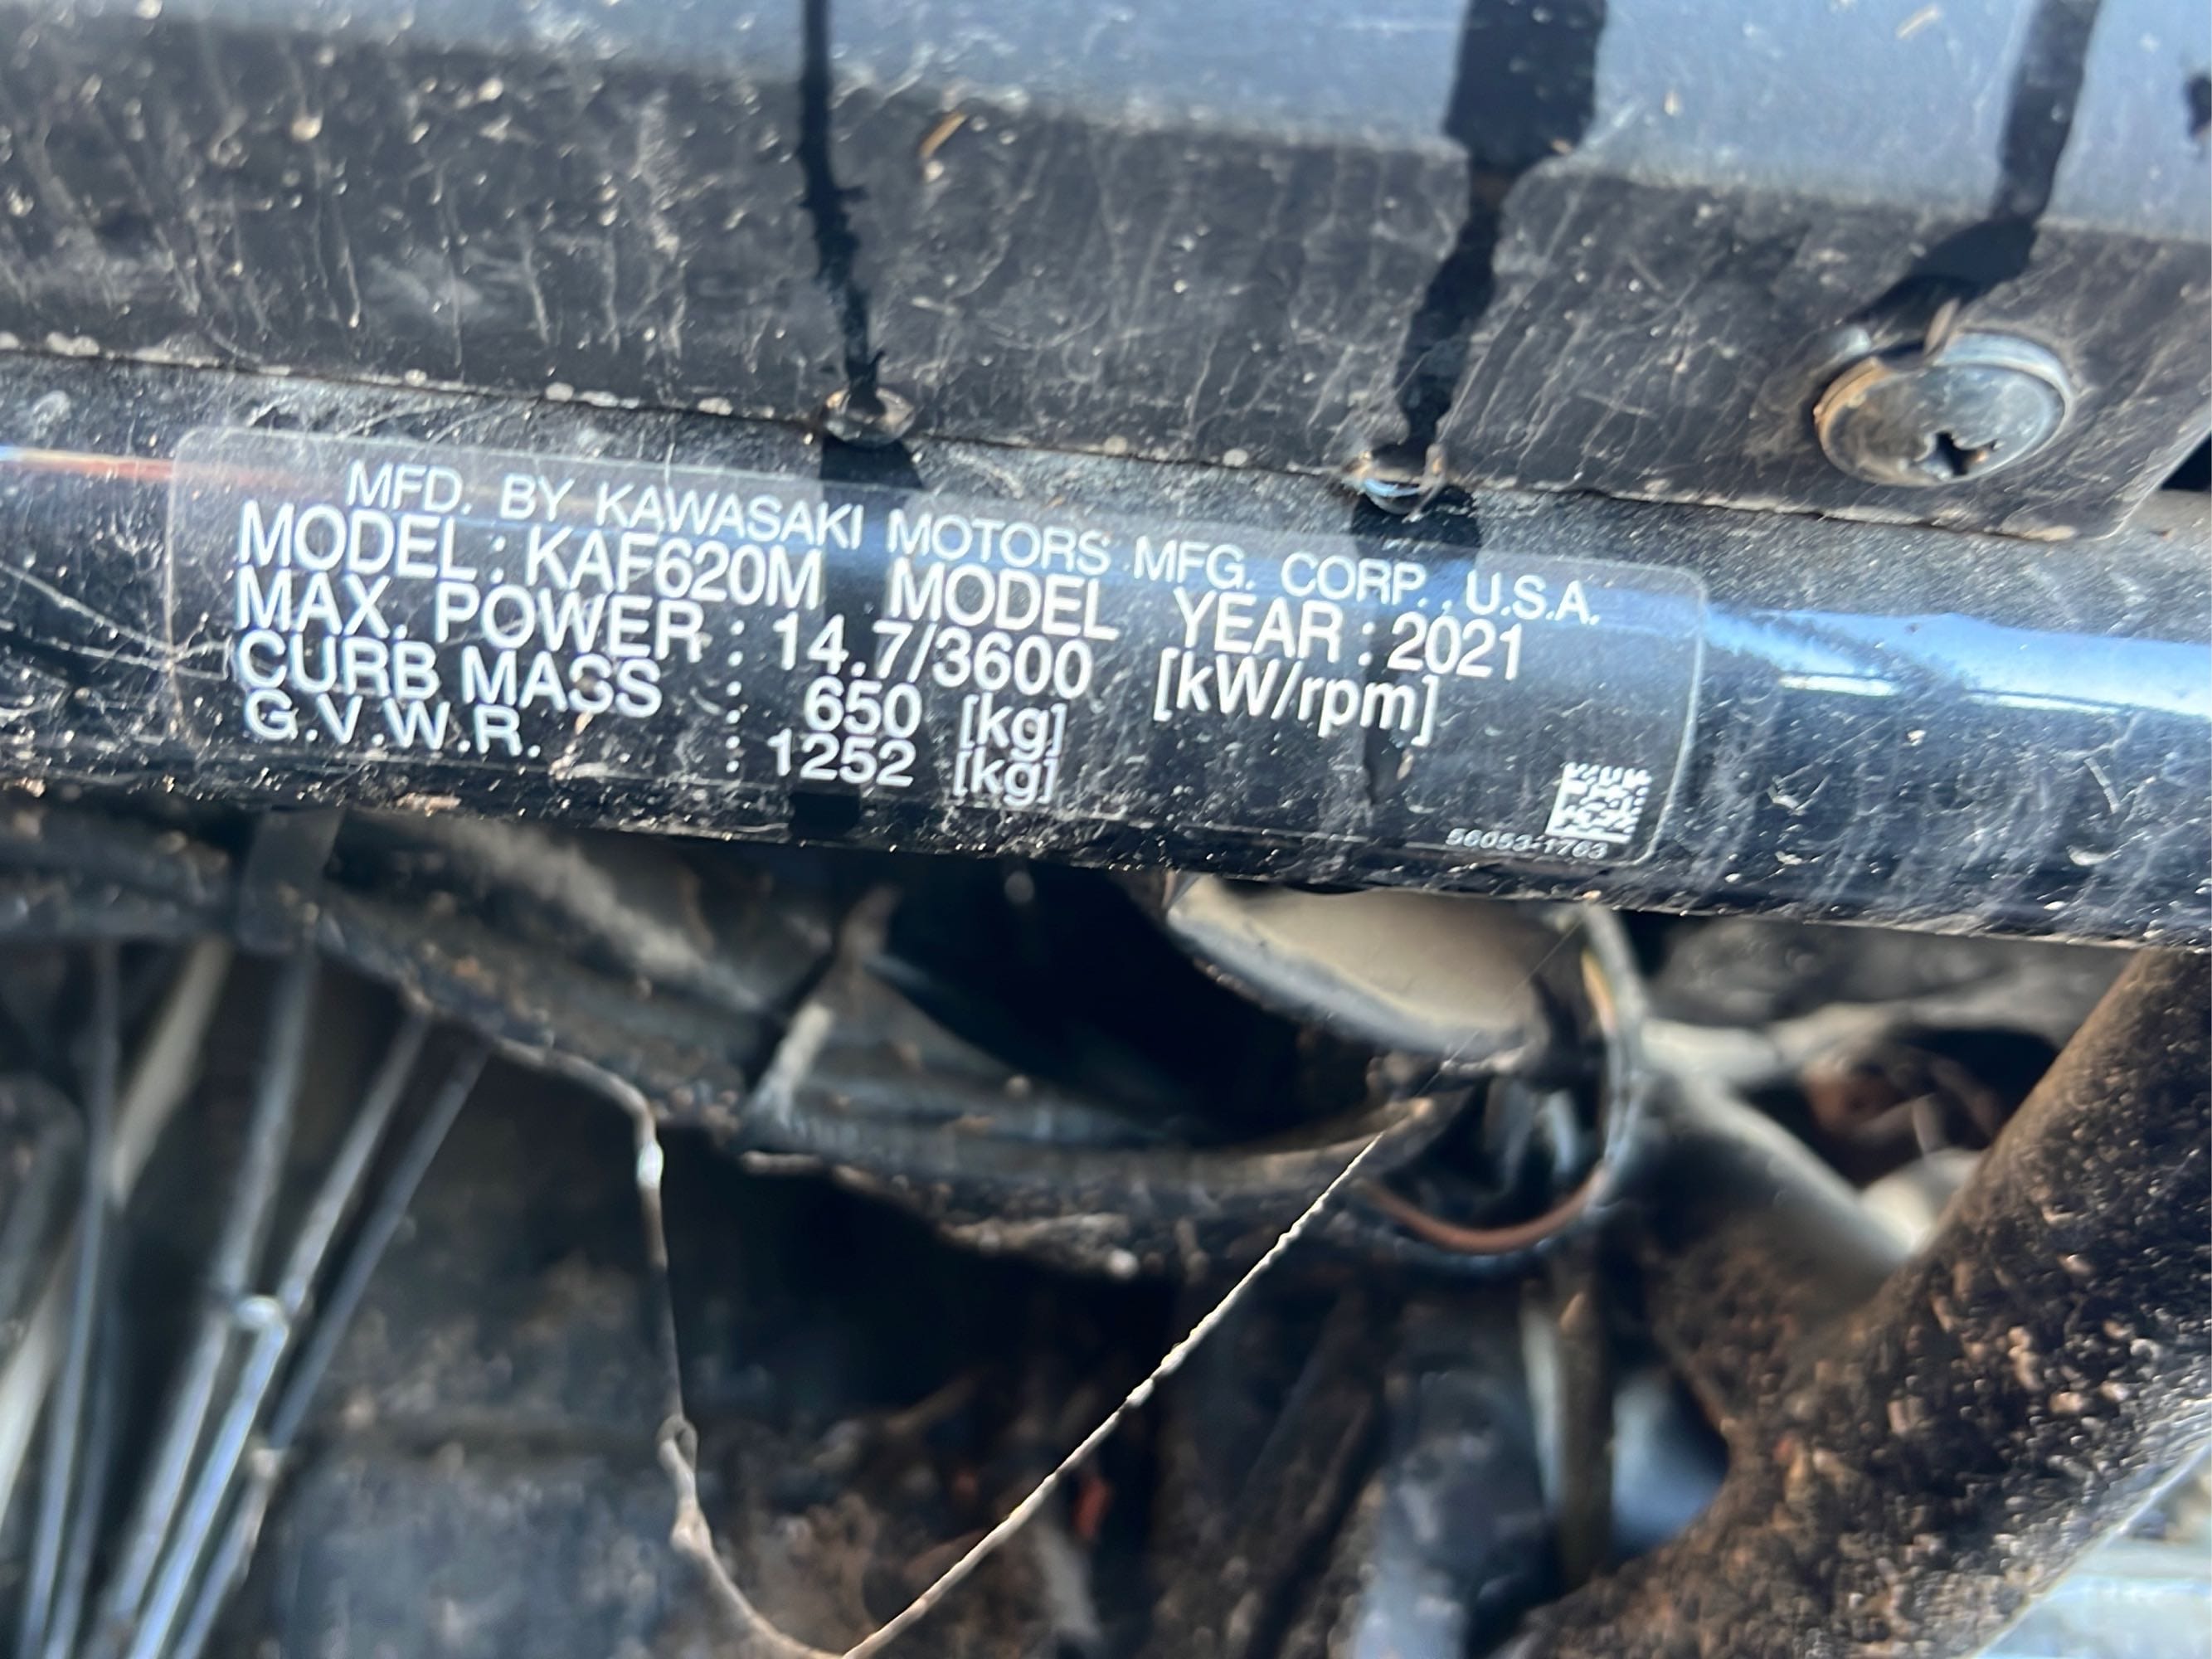 MFD. BY KAWASAKI MOTORS MFG. CORP., U.S.A.
MODEL : KAF620M MODEL YEAR : 2021
MAX. POWER : 14.7/3600 [kW/rpm]
CURB MASS : 650 [kg]
G.V.W.R. : 1252 [kg]
56053-1763